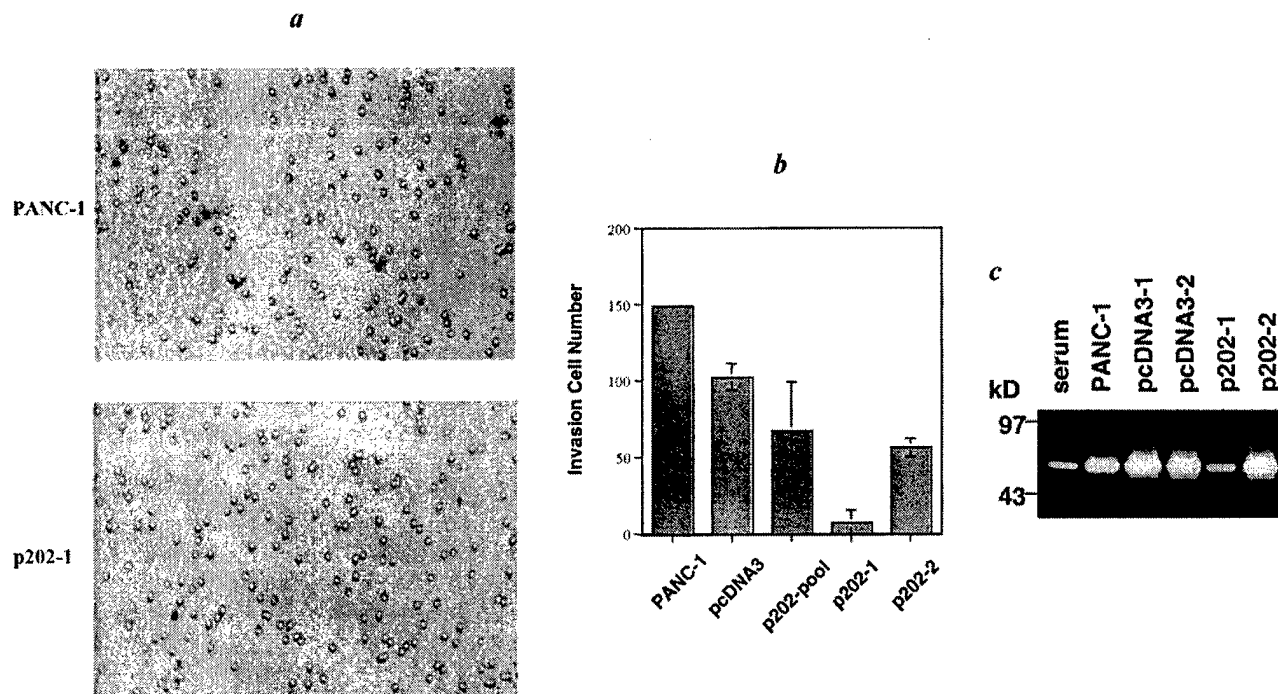 a
PANC-1
p202-1
b
Invasion Cell Number
200
150
100
50
0
PANC-1
pcDNA3
p202-pool
p202-1
p202-2
c
kD
serum
PANC-1
pcDNA3-1
pcDNA3-2
p202-1
p202-2
97
43